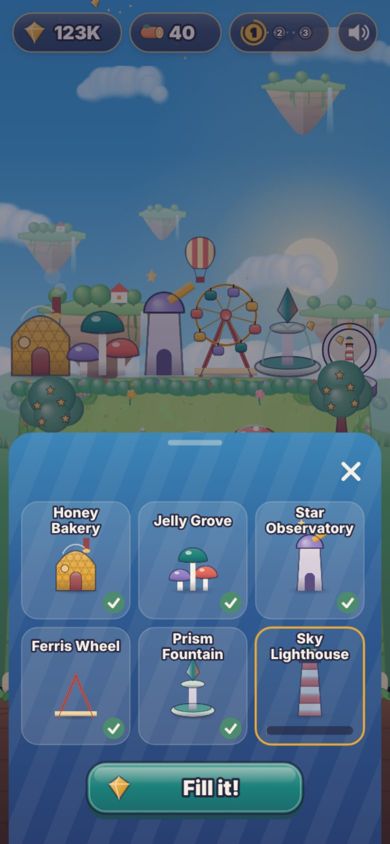 123K
40
1 2 3
Honey
Bakery
Jelly Grove
Star
Observatory
Ferris Wheel
Prism
Fountain
Sky
Lighthouse
Fill it!